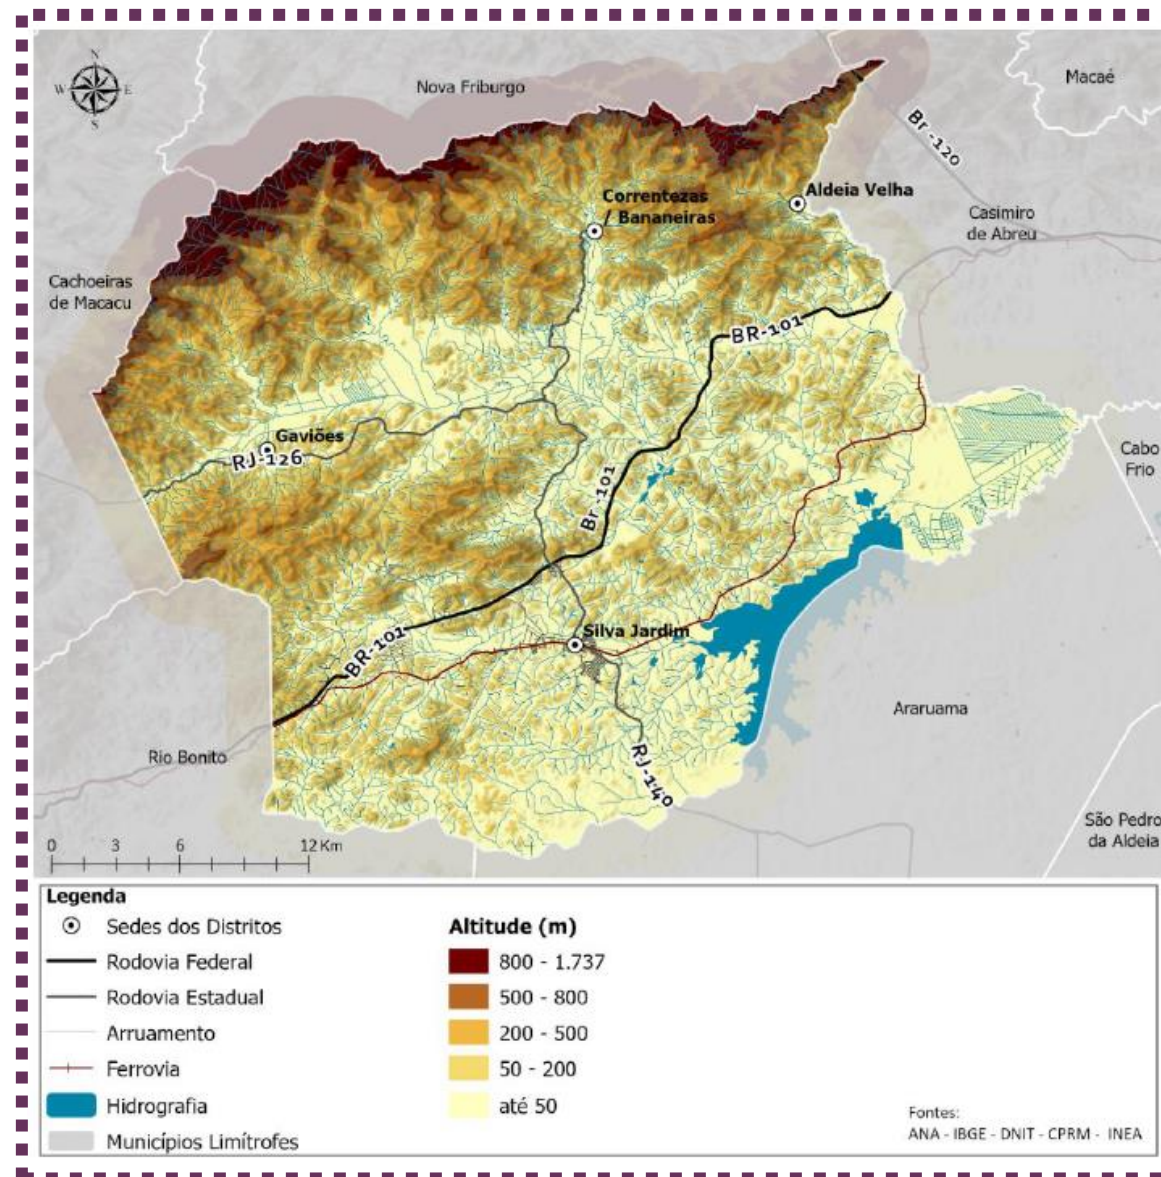 N
W E
S
Nova Friburgo
Macaé
Br -120
Correntezas
/ Bananeiras
Aldeia Velha
Casimiro
de Abreu
Cachoeiras
de Macacu
BR-101
Gaviões
RJ-126
Cabo
Frio
Br-101
Silva Jardim
BR-101
Araruama
Rio Bonito
RJ-140
São Pedro
da Aldeia
0 3 6 12 Km
Legenda
Sedes dos Distritos
Rodovia Federal
Rodovia Estadual
Arruamento
Ferrovia
Hidrografia
Municípios Limítrofes
Altitude (m)
800 - 1.737
500 - 800
200 - 500
50 - 200
até 50
Fontes:
ANA - IBGE - DNIT - CPRM - INEA